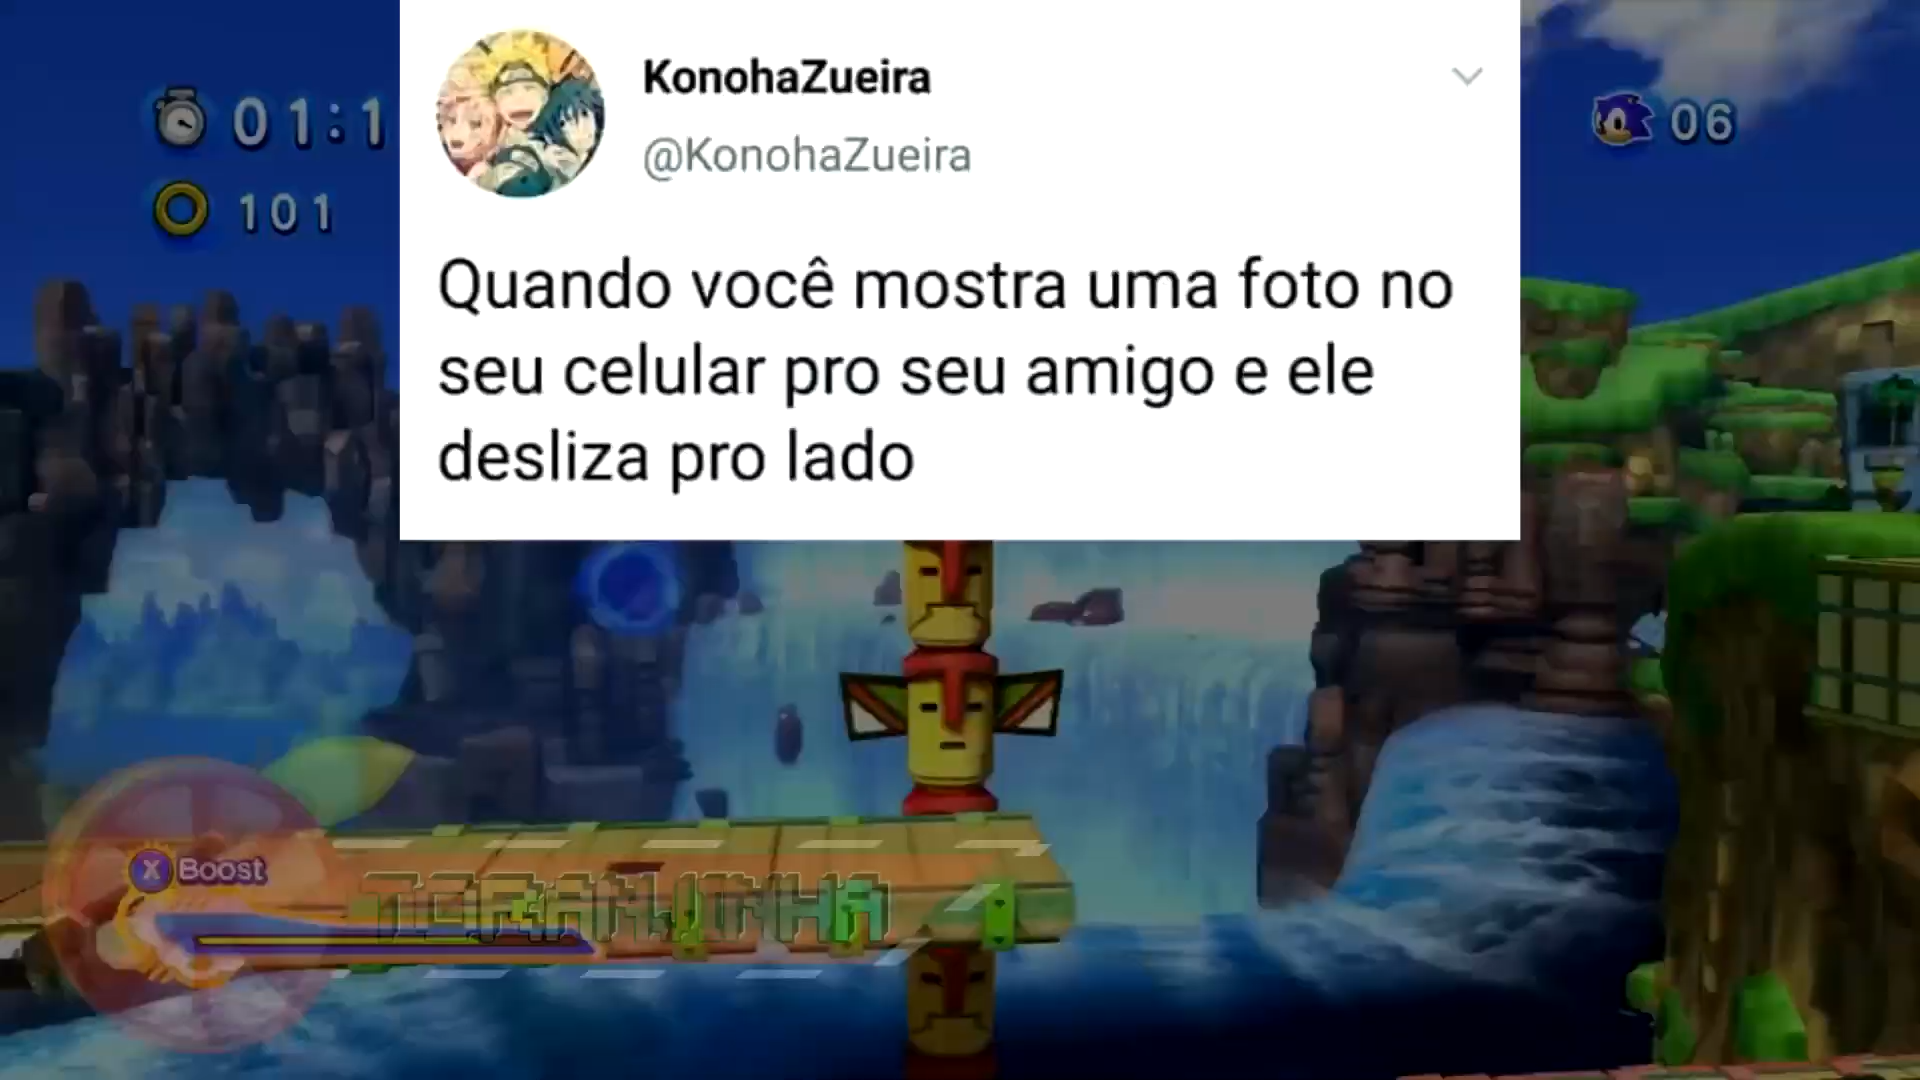 KonohaZueira
@KonohaZueira
01:1
06
101
Quando você mostra uma foto no
seu celular pro seu amigo e ele
desliza pro lado
X Boost
TORANJINHA